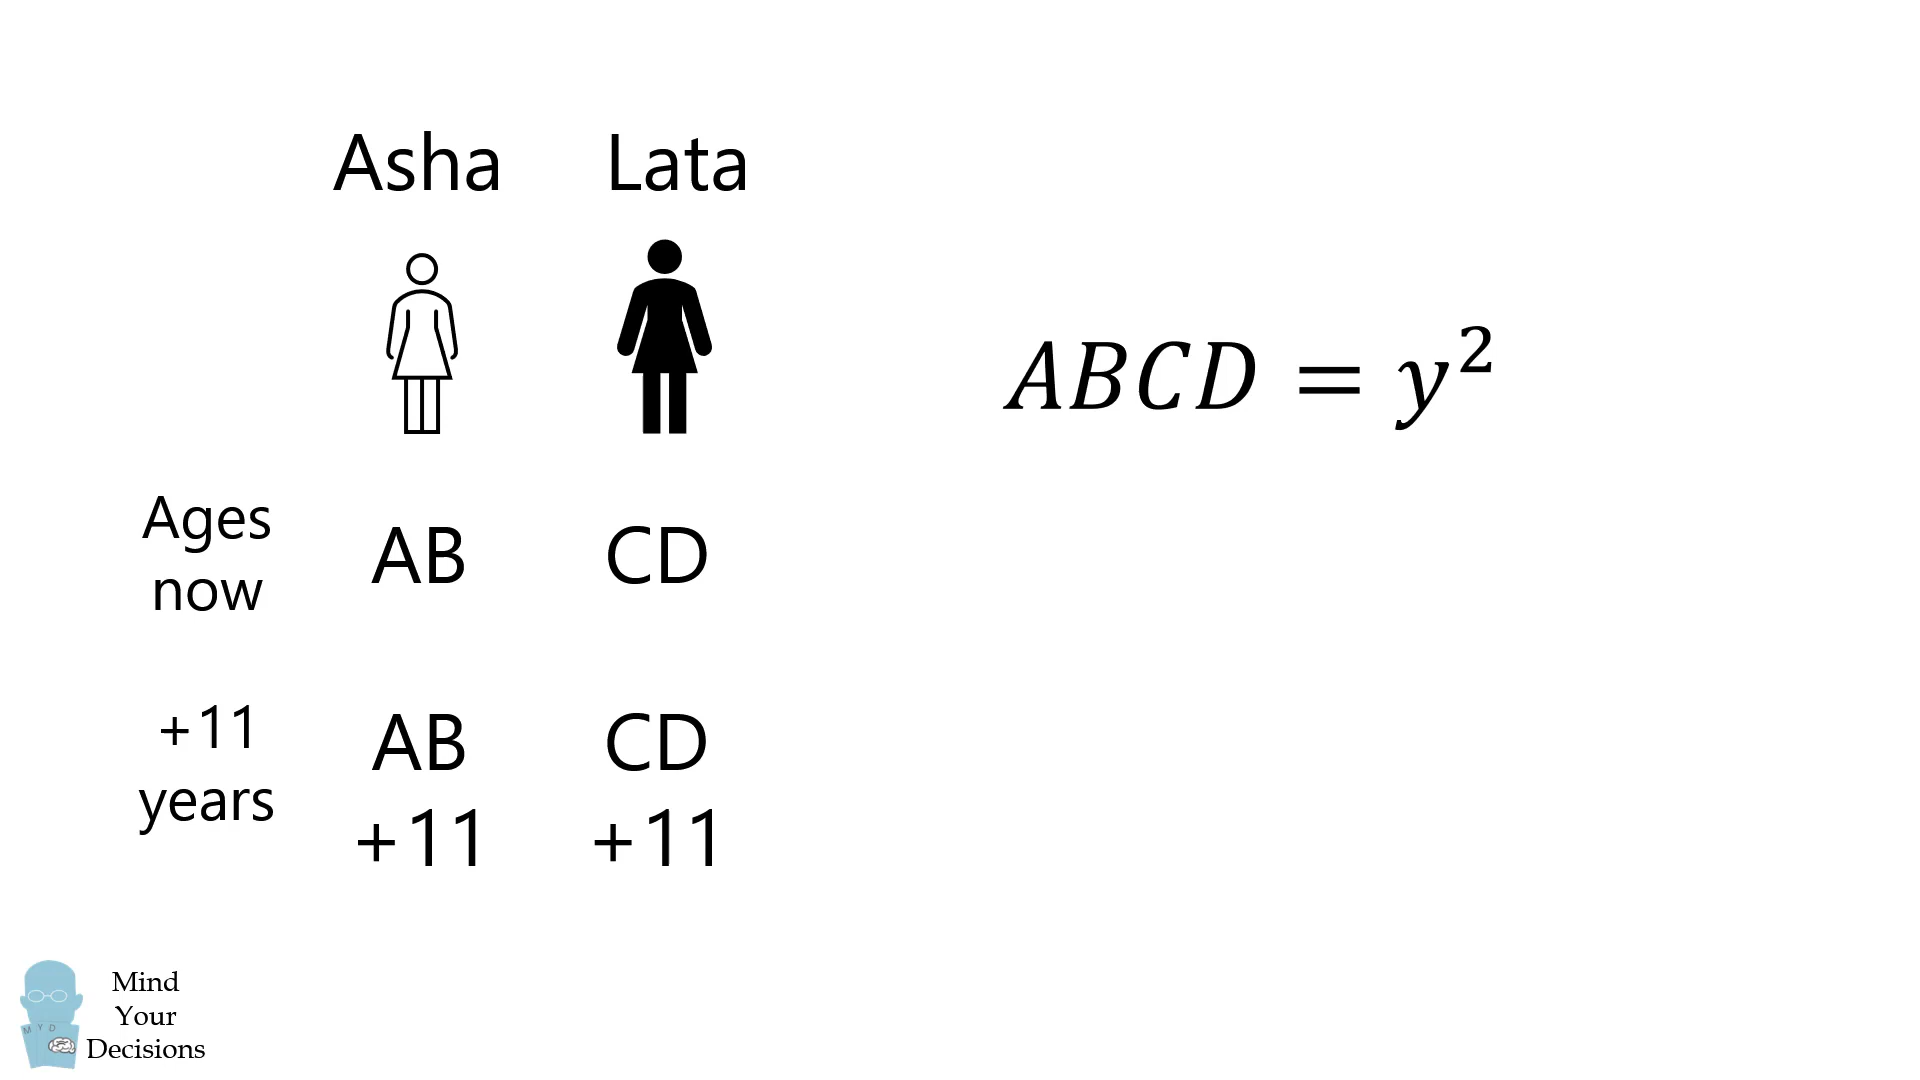 Asha Lata
ABCD = y²
Ages
now
AB CD
+11
years
AB CD
+11 +11
Mind
Your
Decisions
M Y D